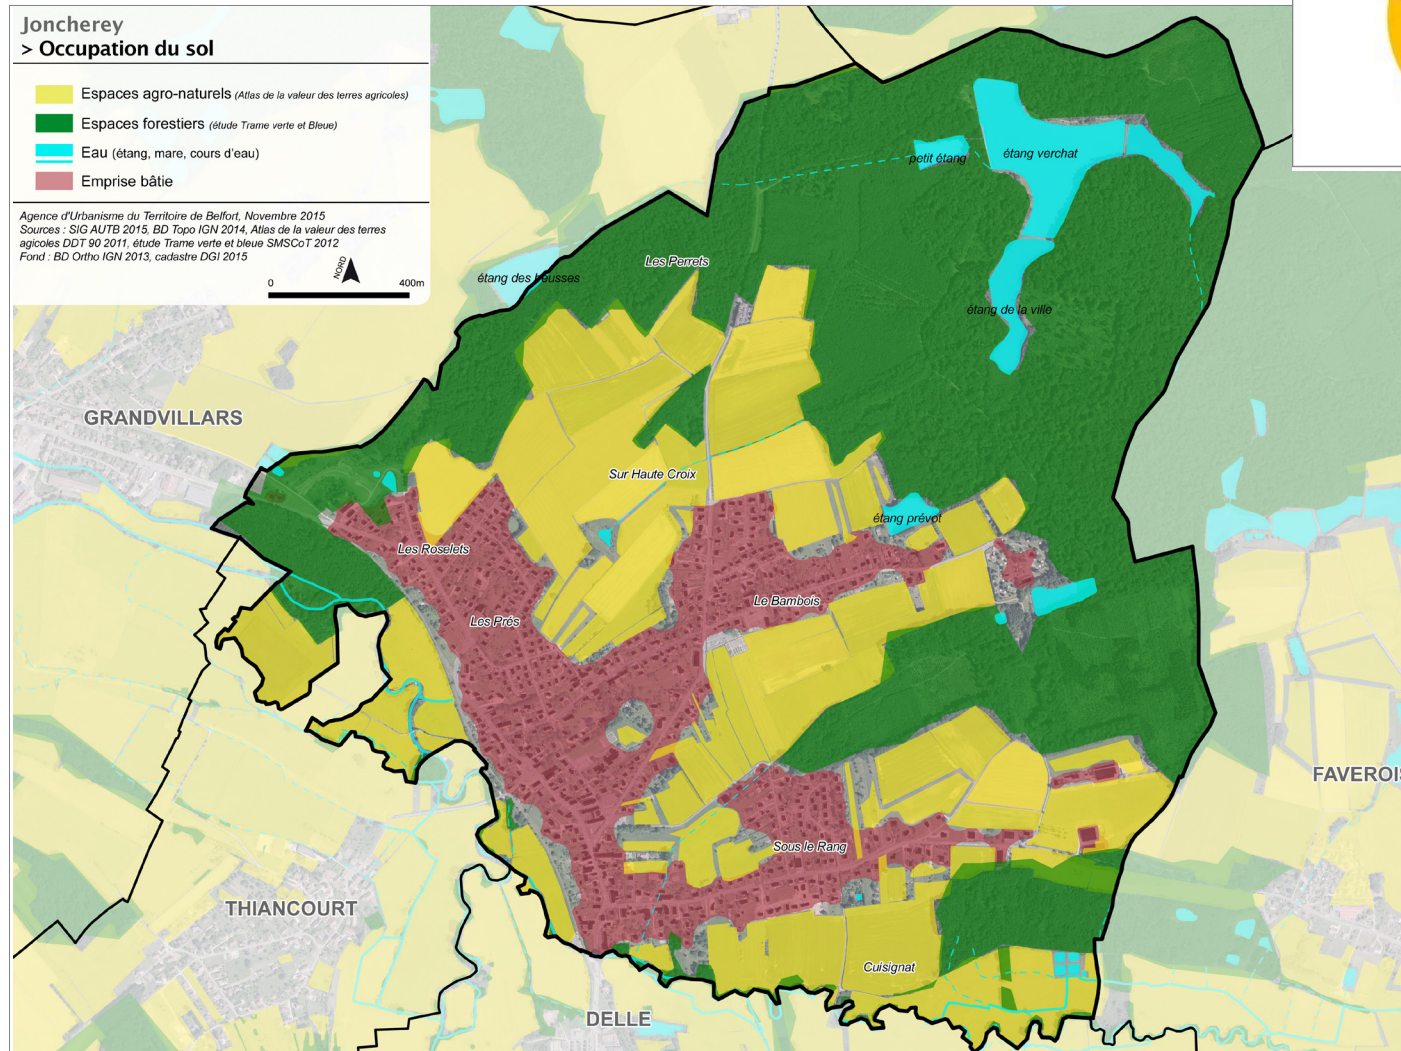 Joncherey
> Occupation du sol
Espaces agro-naturels (Atlas de la valeur des terres agricoles)
Espaces forestiers (étude Trame verte et Bleue)
Eau (étang, mare, cours d'eau)
Emprise bâtie
Agence d'Urbanisme du Territoire de Belfort, Novembre 2015
Sources : SIG AUTB 2015, BD Topo IGN 2014, Atlas de la valeur des terres
agicoles DDT 90 2011, étude Trame verte et bleue SMSCoT 2012
Fond : BD Ortho IGN 2013, cadastre DGI 2015
NORD
0 400m
petit étang
étang verchat
Les Perrets
étang des heusses
étang de la ville
GRANDVILLARS
Sur Haute Croix
étang prévot
Les Roselets
Le Bambois
Les Prés
FAVEROIS
Sous le Rang
THIANCOURT
Cuisignat
DELLE